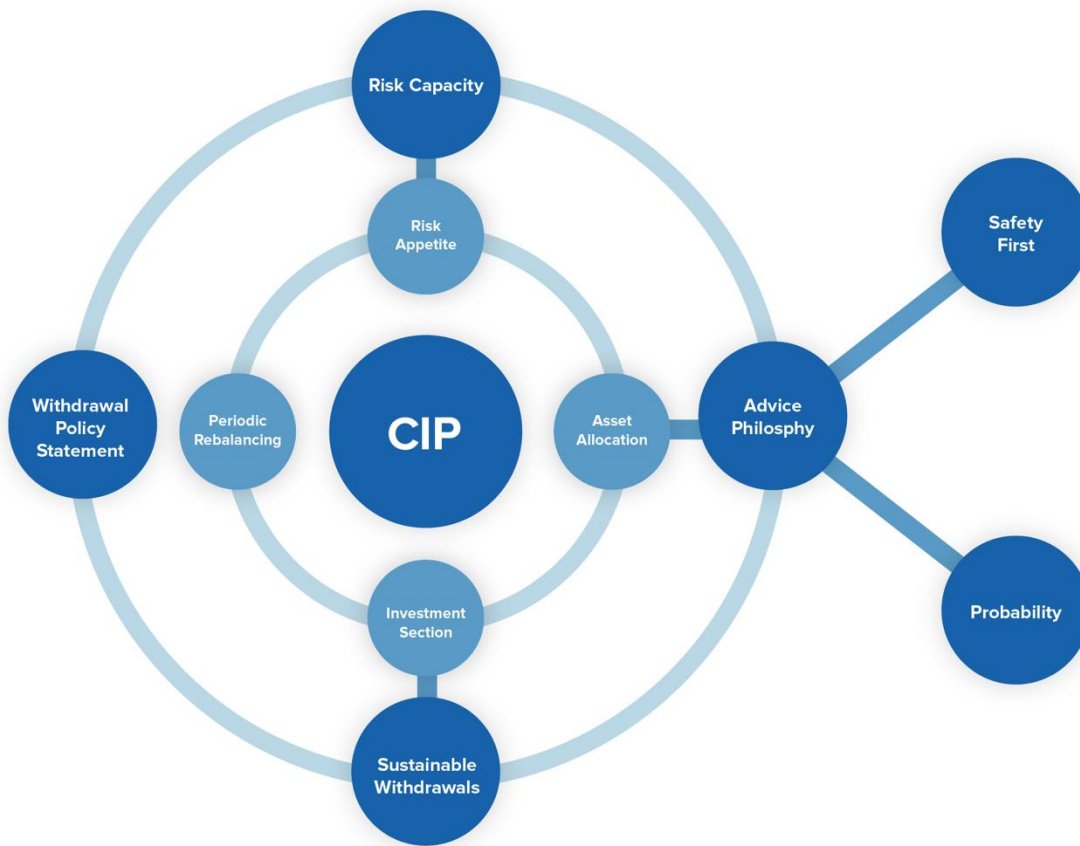 Risk Capacity
Risk
Appetite
Safety
First
Withdrawal
Policy
Statement
Periodic
Rebalancing
CIP
Asset
Allocation
Advice
Philosphy
Investment
Section
Probability
Sustainable
Withdrawals